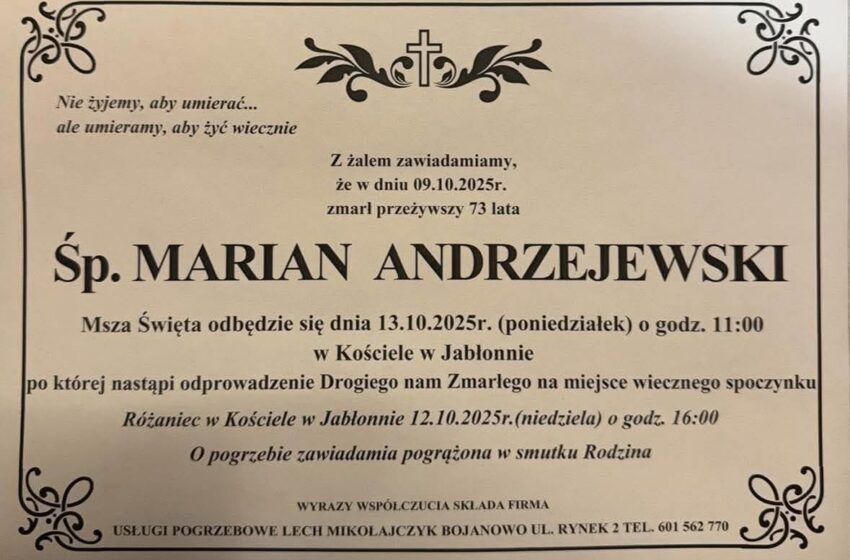 Nie żyjemy, aby umierać...
ale umieramy, aby żyć wiecznie
Z żalem zawiadamiamy,
że w dniu 09.10.2025r.
zmarł przeżywszy 73 lata
Śp. MARIAN ANDRZEJEWSKI
Msza Święta odbędzie się dnia 13.10.2025r. (poniedziałek) o godz. 11:00
w Kościele w Jabłonnie
po której nastąpi odprowadzenie Drogiego nam Zmarłego na miejsce wiecznego spoczynku
Różaniec w Kościele w Jabłonnie 12.10.2025r.(niedziela) o godz. 16:00
O pogrzebie zawiadamia pogrążona w smutku Rodzina
WYRAZY WSPÓŁCZUCIA SKŁADA FIRMA
USŁUGI POGRZEBOWE LECH MIKOŁAJCZYK BOJANOWO UL. RYNEK 2 TEL. 601 562 770